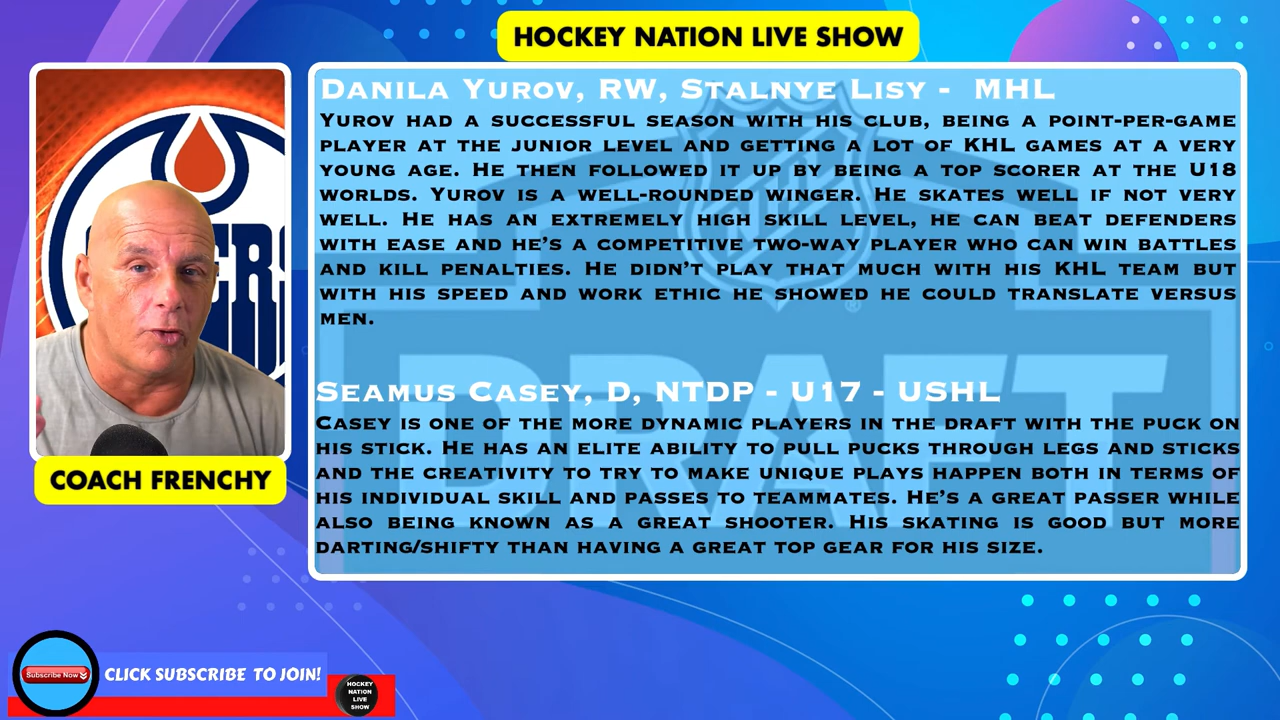 HOCKEY NATION LIVE SHOW
DANILA YUROV, RW, STALNYE LISY - MHL
YUROV HAD A SUCCESSFUL SEASON WITH HIS CLUB, BEING A POINT-PER-GAME
PLAYER AT THE JUNIOR LEVEL AND GETTING A LOT OF KHL GAMES AT A VERY
YOUNG AGE. HE THEN FOLLOWED IT UP BY BEING A TOP SCORER AT THE U18
WORLDS. YUROV IS A WELL-ROUNDED WINGER. HE SKATES WELL IF NOT VERY
WELL. HE HAS AN EXTREMELY HIGH SKILL LEVEL, HE CAN BEAT DEFENDERS
WITH EASE AND HE'S A COMPETITIVE TWO-WAY PLAYER WHO CAN WIN BATTLES
AND KILL PENALTIES. HE DIDN'T PLAY THAT MUCH WITH HIS KHL TEAM BUT
WITH HIS SPEED AND WORK ETHIC HE SHOWED HE COULD TRANSLATE VERSUS
MEN.
SEAMUS CASEY, D, NTDP - U17 - USHL
CASEY IS ONE OF THE MORE DYNAMIC PLAYERS IN THE DRAFT WITH THE PUCK ON
HIS STICK. HE HAS AN ELITE ABILITY TO PULL PUCKS THROUGH LEGS AND STICKS
AND THE CREATIVITY TO TRY TO MAKE UNIQUE PLAYS HAPPEN BOTH IN TERMS OF
HIS INDIVIDUAL SKILL AND PASSES TO TEAMMATES. HE'S A GREAT PASSER WHILE
ALSO BEING KNOWN AS A GREAT SHOOTER. HIS SKATING IS GOOD BUT MORE
DARTING/SHIFTY THAN HAVING A GREAT TOP GEAR FOR HIS SIZE.
NHL
DRAFT
COACH FRENCHY
Subscribe Now
CLICK SUBSCRIBE TO JOIN!
HOCKEY
NATION
LIVE
SHOW